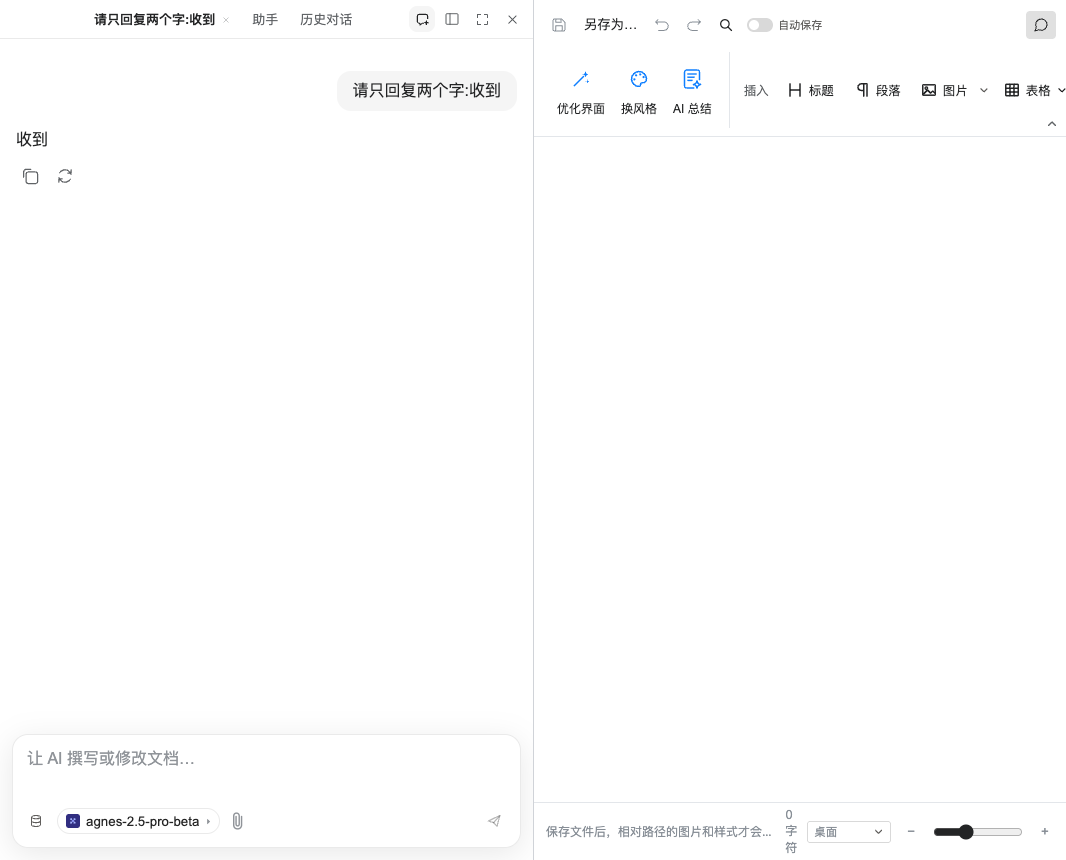 请只回复两个字:收到
助手
历史对话
请只回复两个字:收到
收到
让 AI 撰写或修改文档…
agnes-2.5-pro-beta
另存为…
自动保存
优化界面
换风格
AI 总结
插入
标题
段落
图片
表格
保存文件后，相对路径的图片和样式才会...
0
字
符
桌面